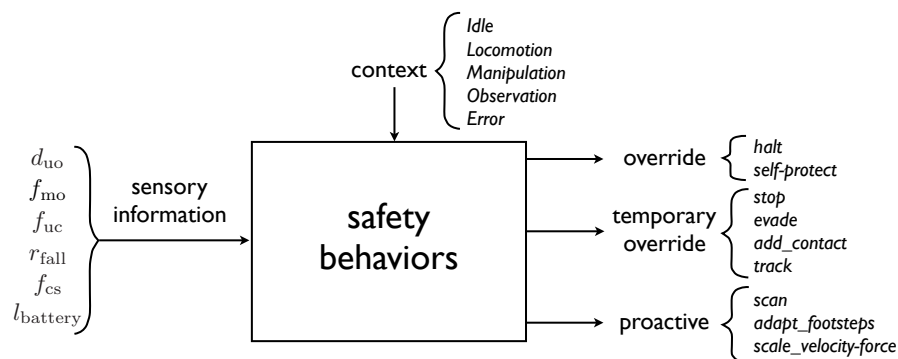 Idle
Locomotion
context
Manipulation
Observation
Error
d_uo
f_mo
f_uc
r_fall
f_cs
l_battery
sensory
information
safety
behaviors
override
halt
self-protect
temporary
override
stop
evade
add_contact
track
proactive
scan
adapt_footsteps
scale_velocity-force